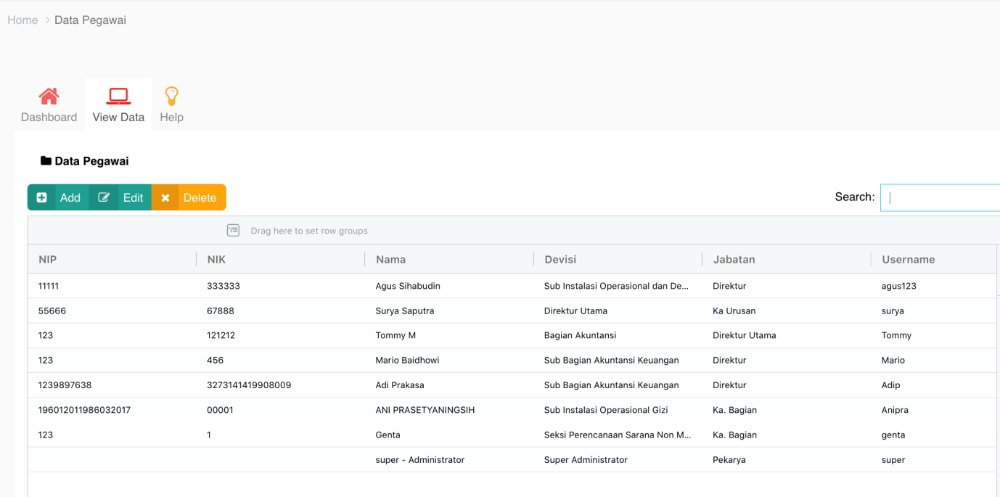 Home > Data Pegawai
Dashboard View Data Help
Data Pegawai
Add Edit Delete Search:
Drag here to set row groups
NIP NIK Nama Devisi Jabatan Username
11111 333333 Agus Sihabudin Sub Instalasi Operasional dan De... Direktur agus123
55666 67888 Surya Saputra Direktur Utama Ka Urusan surya
123 121212 Tommy M Bagian Akuntansi Direktur Utama Tommy
123 456 Mario Baidhowi Sub Bagian Akuntansi Keuangan Direktur Mario
1239897638 3273141419908009 Adi Prakasa Sub Bagian Akuntansi Keuangan Direktur Adip
196012011986032017 00001 ANI PRASETYANINGSIH Sub Instalasi Operasional Gizi Ka. Bagian Anipra
123 1 Genta Seksi Perencanaan Sarana Non M... Ka. Bagian genta
super - Administrator Super Administrator Pekarya super